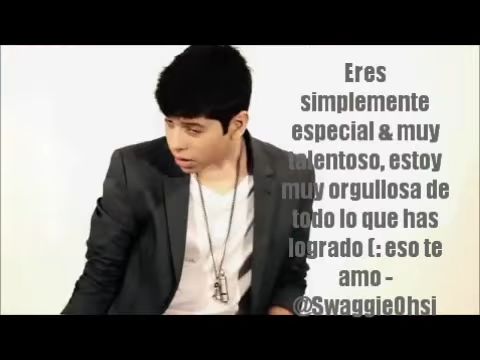 Eres
simplemente
especial & muy
talentoso, estoy
muy orgullosa de
todo lo que has
logrado (: eso te
amo -
@SwaggieOhsi